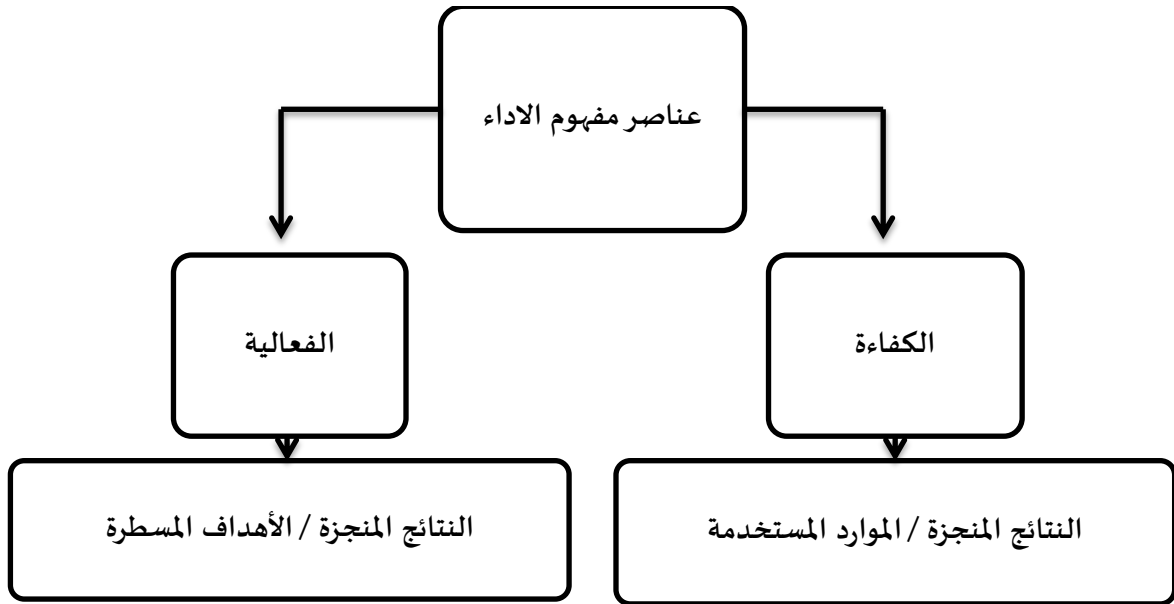 عناصر مفهوم الاداء
الكفاءة
الفعالية
النتائج المنجزة / الموارد المستخدمة
النتائج المنجزة / الأهداف المسطرة